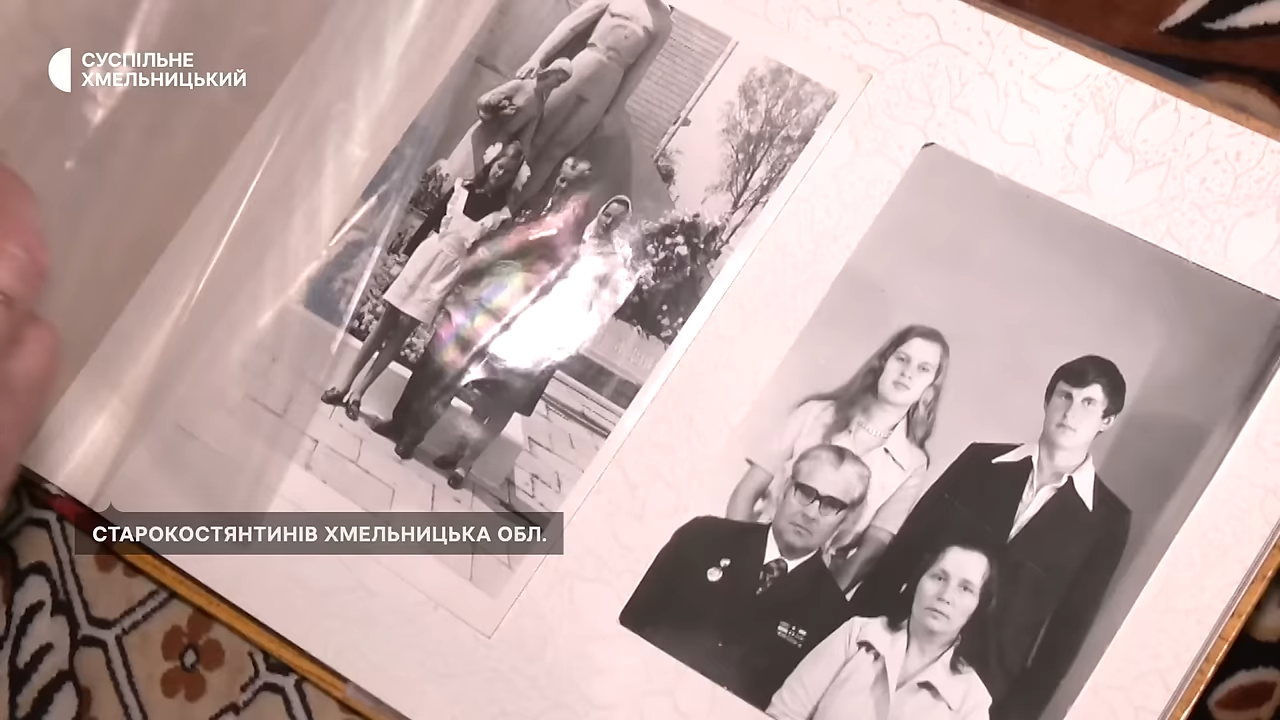 СУСПІЛЬНЕ
ХМЕЛЬНИЦЬКИЙ
СТАРОКОСТЯНТИНІВ ХМЕЛЬНИЦЬКА ОБЛ.